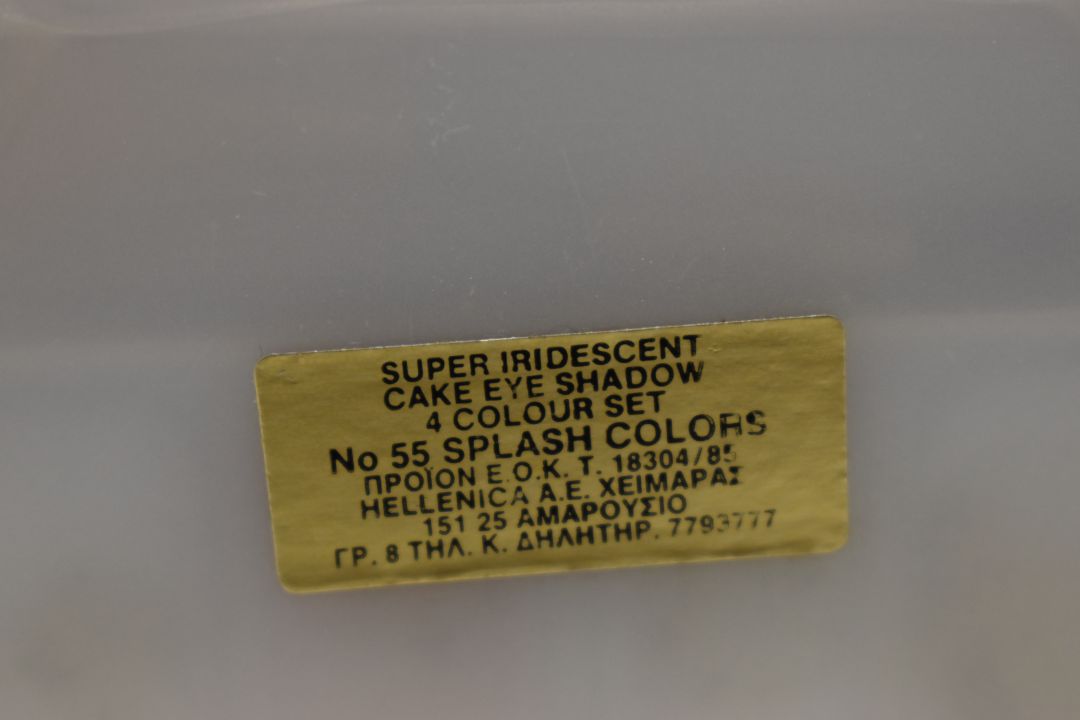 SUPER IRIDESCENT
CAKE EYE SHADOW
4 COLOUR SET
No 55 SPLASH COLORS
ΠΡΟΪΟΝ Ε.Ο.Κ. Τ. 18304/85
HELLENICA A.E. ΧΕΙΜΑΡΑΣ
151 25 ΑΜΑΡΟΥΣΙΟ
ΓΡ. 8 ΤΗΛ. Κ. ΔΗΛΗΤΗΡ. 7793777